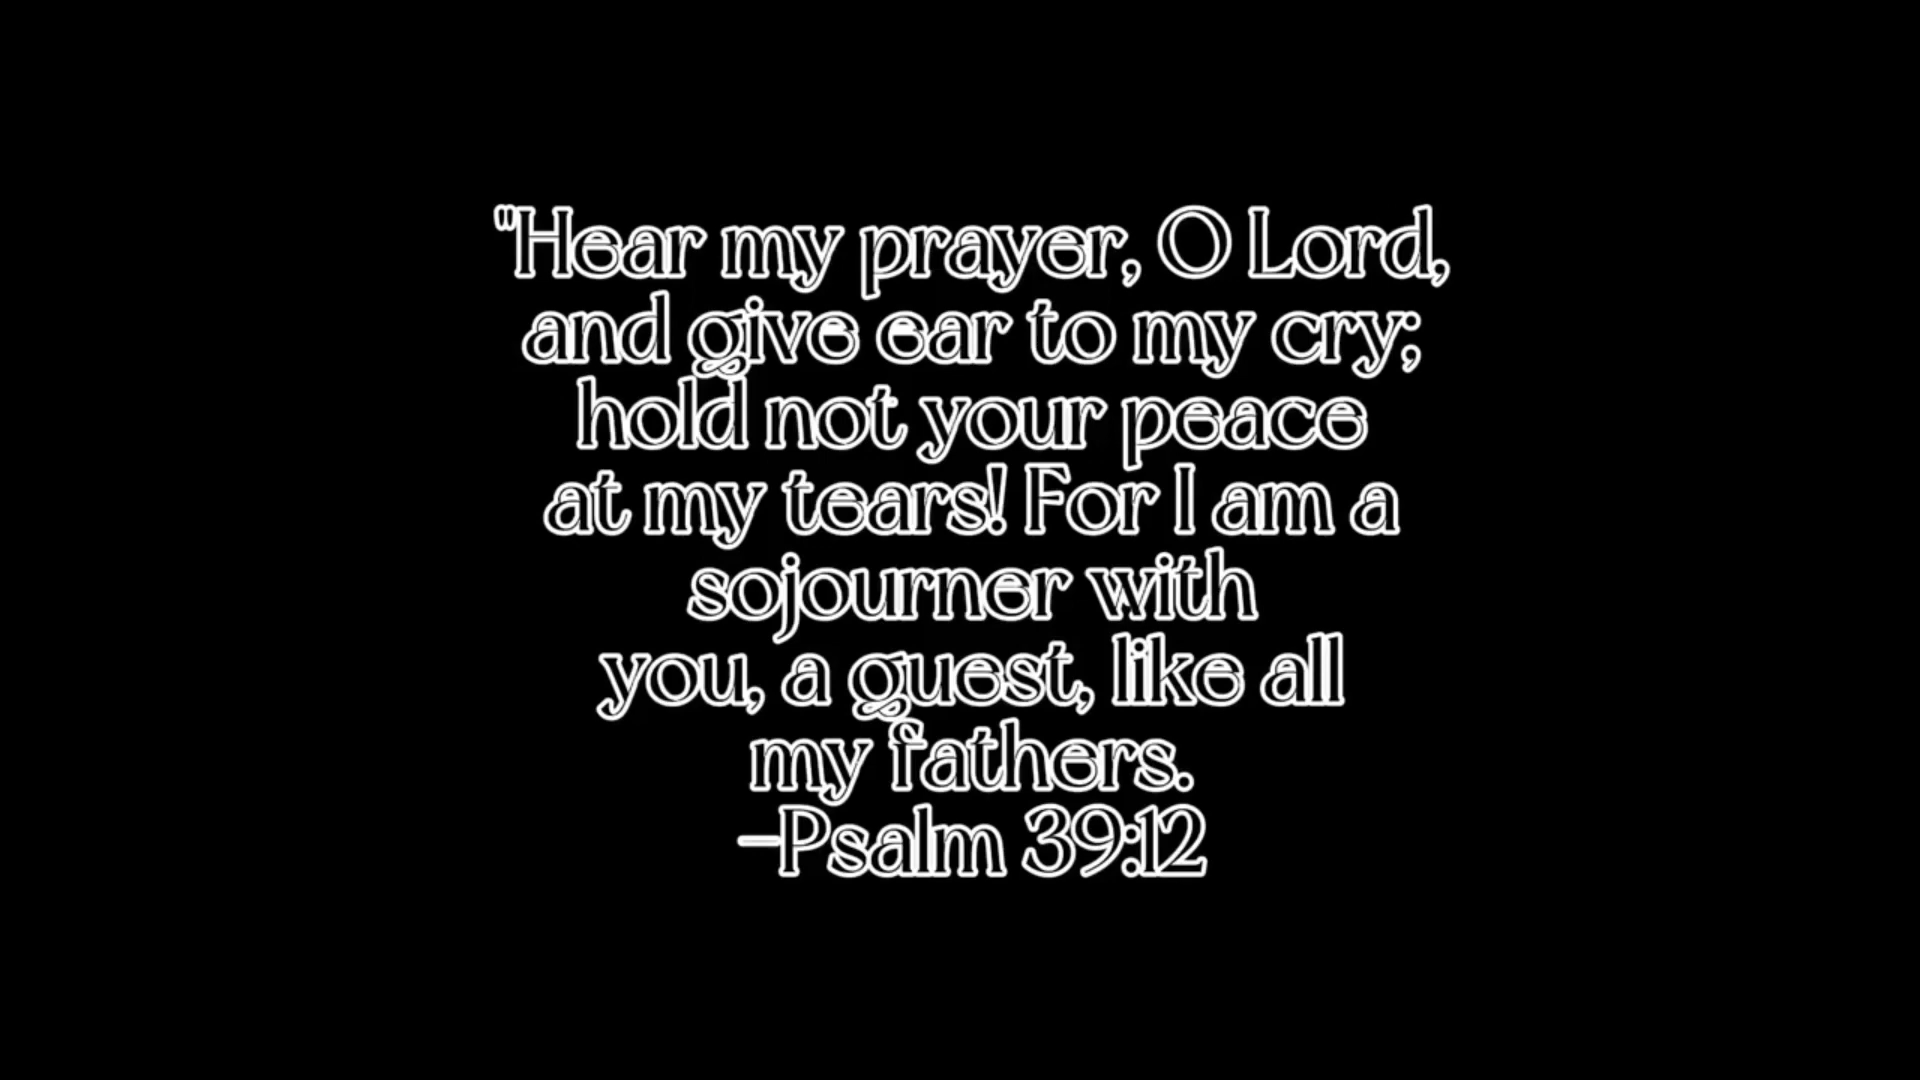 "Hear my prayer, O Lord,
and give ear to my cry;
hold not your peace
at my tears! For I am a
sojourner with
you, a guest, like all
my fathers.
-Psalm 39:12